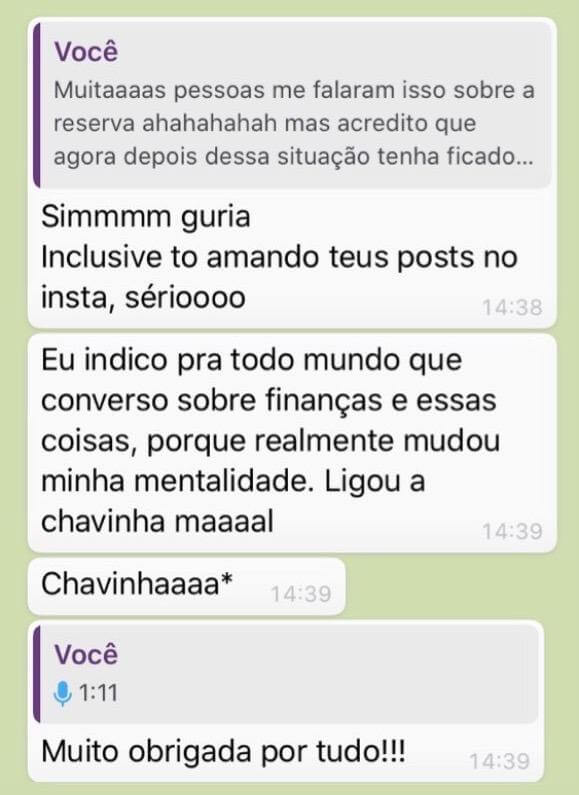 Você
Muitaaaas pessoas me falaram isso sobre a
reserva ahahahahah mas acredito que
agora depois dessa situação tenha ficado...
Simmmm guria
Inclusive to amando teus posts no
insta, sérioooo
14:38
Eu indico pra todo mundo que
converso sobre finanças e essas
coisas, porque realmente mudou
minha mentalidade. Ligou a
chavinha maaaal
14:39
Chavinhaaaa*
14:39
Você
1:11
Muito obrigada por tudo!!!
14:39